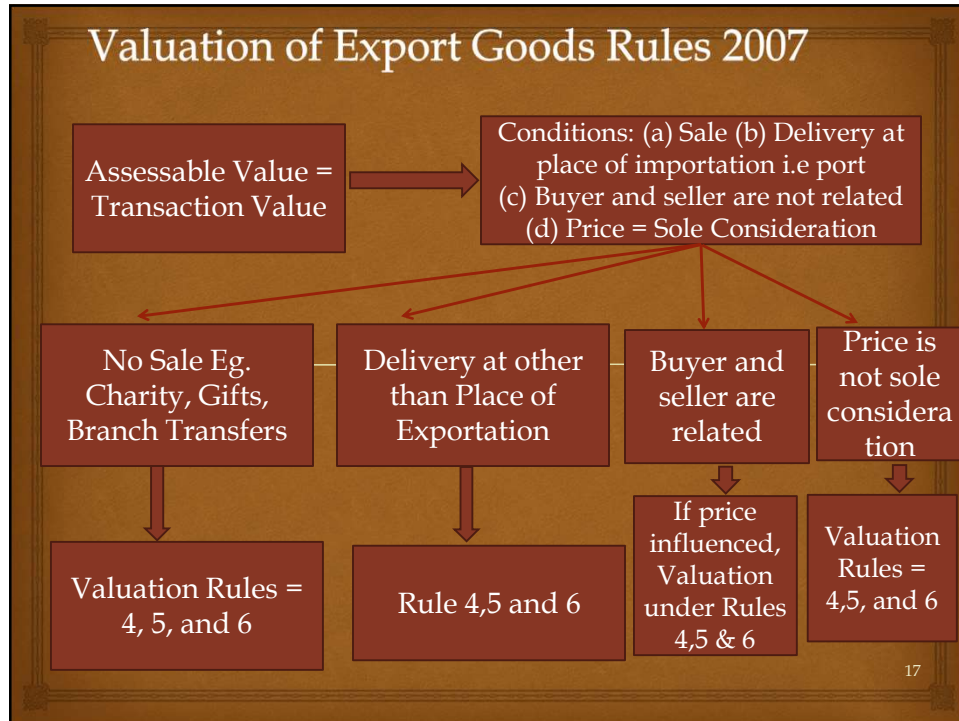 Valuation of Export Goods Rules 2007
Assessable Value =
Transaction Value
Conditions: (a) Sale (b) Delivery at
place of importation i.e port
(c) Buyer and seller are not related
(d) Price = Sole Consideration
No Sale Eg.
Charity, Gifts,
Branch Transfers
Delivery at other
than Place of
Exportation
Buyer and
seller are
related
Price is
not sole
considera
tion
Valuation Rules =
4, 5, and 6
Rule 4,5 and 6
If price
influenced,
Valuation
under Rules
4,5 & 6
Valuation
Rules =
4,5, and 6
17